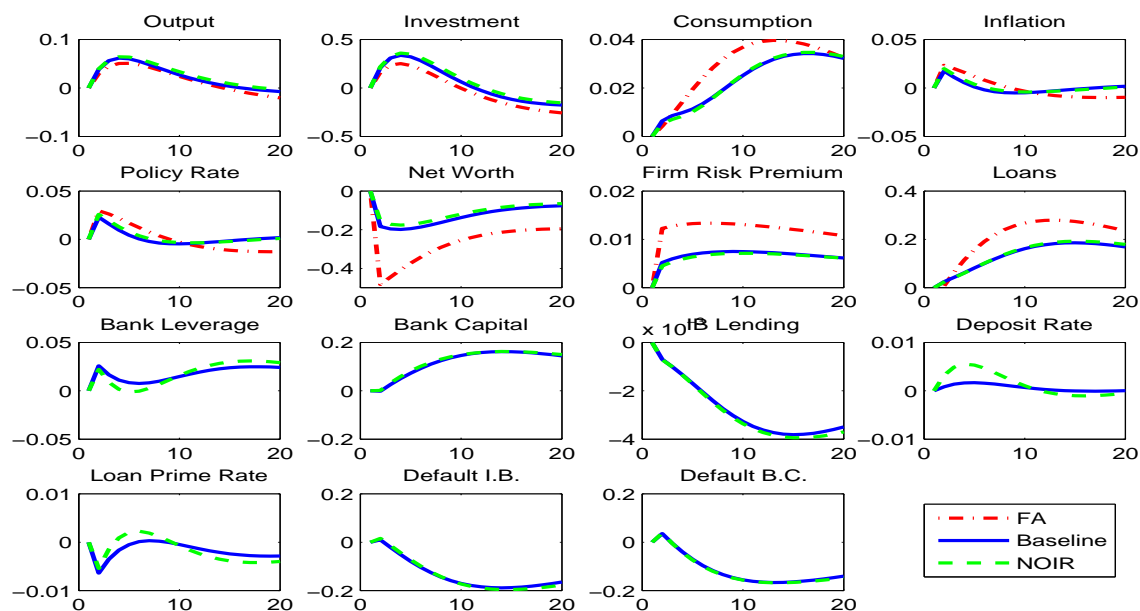 Output
0.1
0
−0.1
0 10 20
Investment
0.5
0
−0.5
0 10 20
Consumption
0.04
0.02
0
0 10 20
Inflation
0.05
0
−0.05
0 10 20
Policy Rate
0.05
0
−0.05
0 10 20
Net Worth
0
−0.2
−0.4
0 10 20
Firm Risk Premium
0.02
0.01
0
0 10 20
Loans
0.4
0.2
0
0 10 20
Bank Leverage
0.05
0
−0.05
0 10 20
Bank Capital
0.2
0
−0.2
0 10 20
× 10
IB Lending
0
−2
−4
0 10 20
Deposit Rate
0.01
0
−0.01
0 10 20
Loan Prime Rate
0.01
0
−0.01
0 10 20
Default I.B.
0.2
0
−0.2
0 10 20
Default B.C.
0.2
0
−0.2
0 10 20
FA
Baseline
NOIR